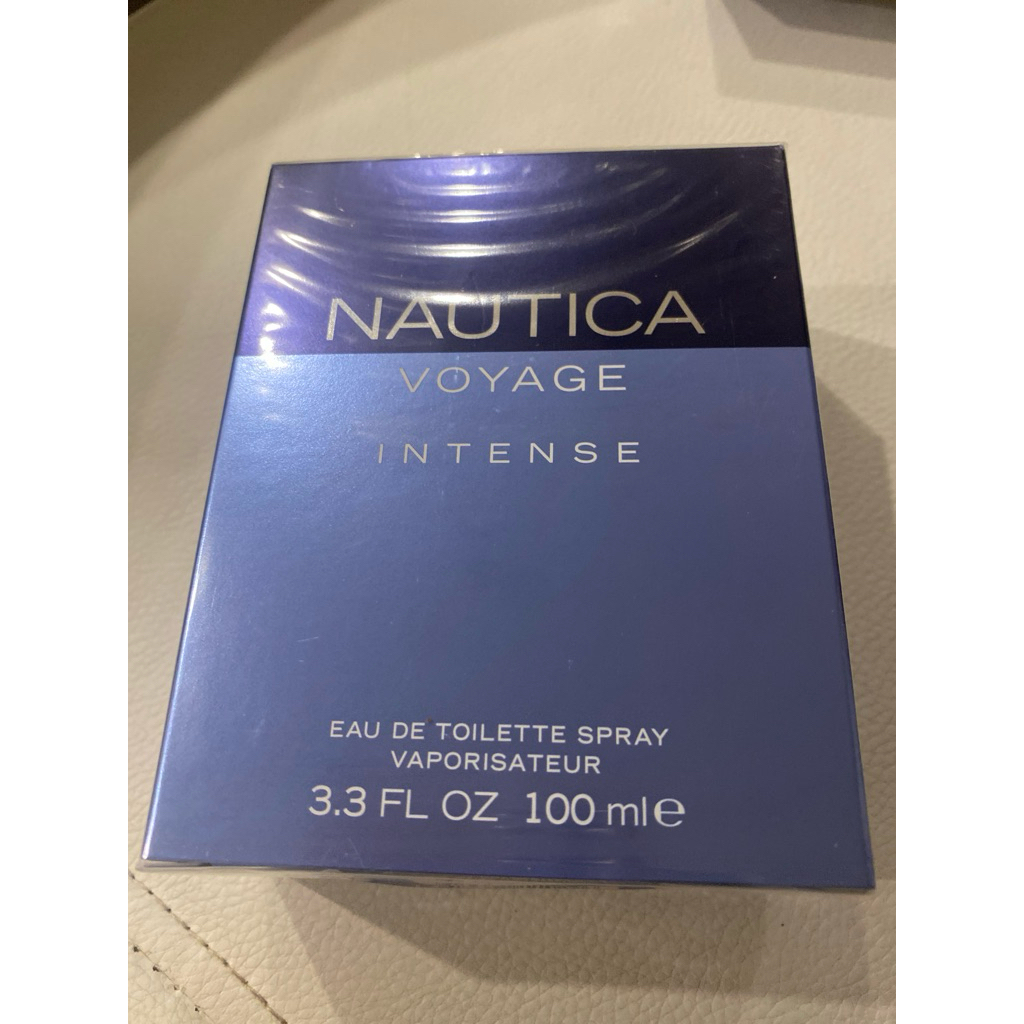 NAUTICA
VOYAGE
INTENSE
EAU DE TOILETTE SPRAY
VAPORISATEUR
3.3 FL OZ 100 ml℮